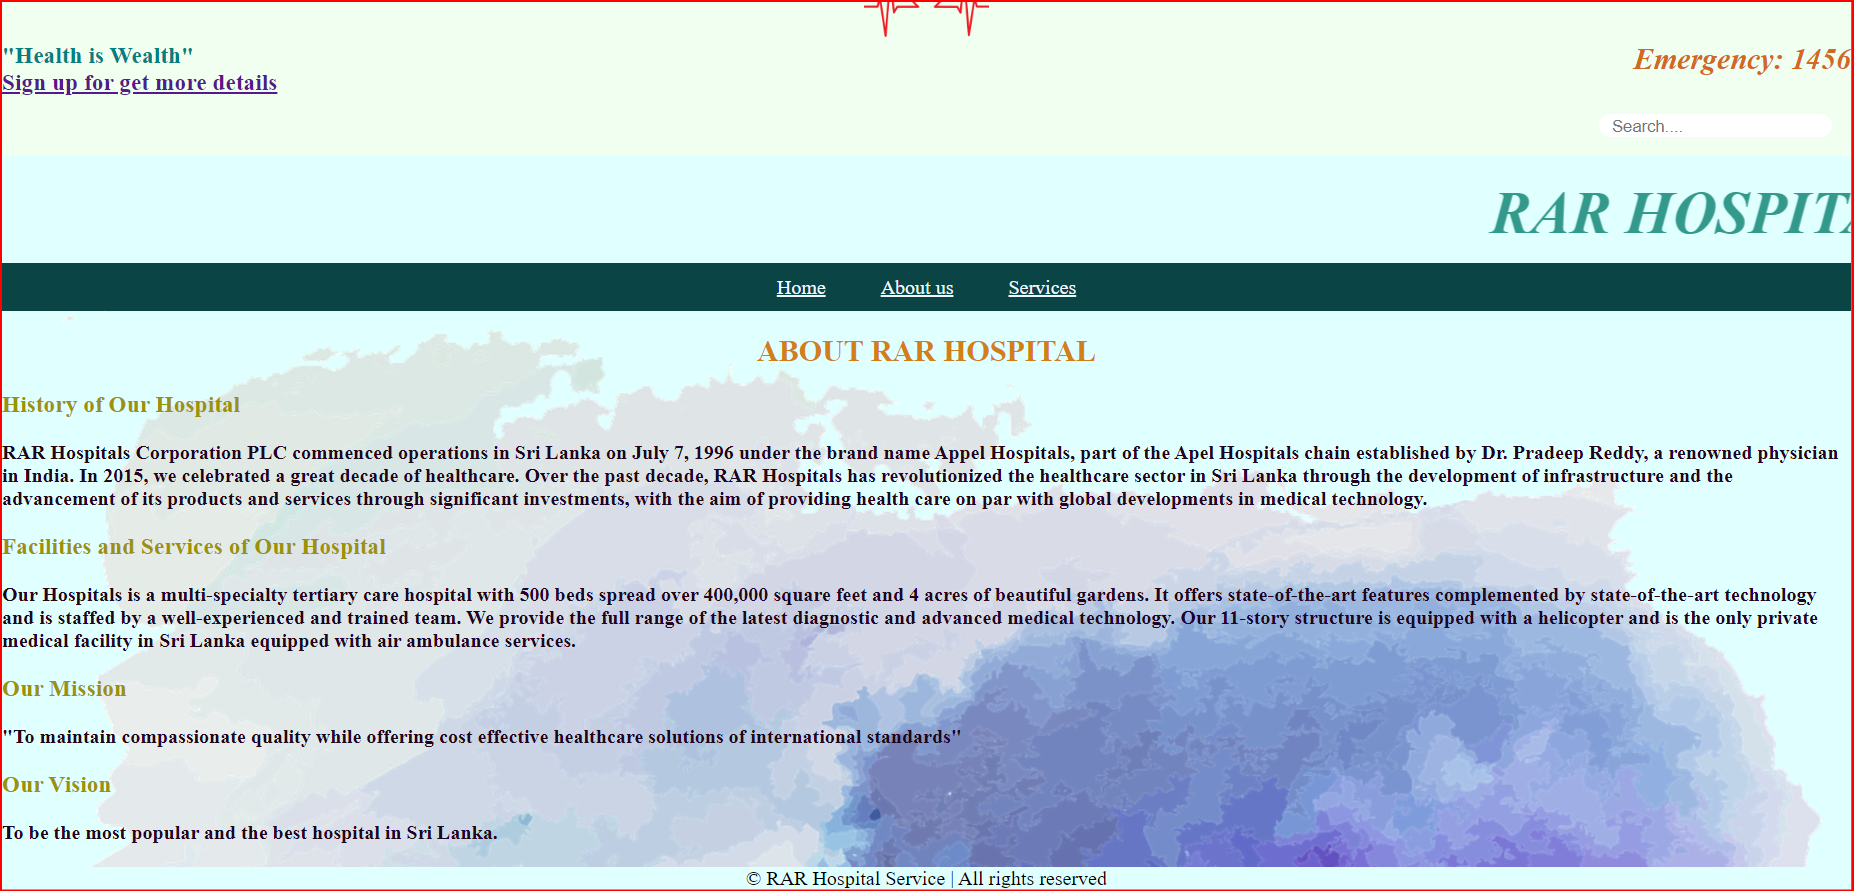 "Health is Wealth"
Emergency: 1456
Sign up for get more details
Search....
RAR HOSPITA
Home About us Services
ABOUT RAR HOSPITAL
History of Our Hospital
RAR Hospitals Corporation PLC commenced operations in Sri Lanka on July 7, 1996 under the brand name Appel Hospitals, part of the Apel Hospitals chain established by Dr. Pradeep Reddy, a renowned physician
in India. In 2015, we celebrated a great decade of healthcare. Over the past decade, RAR Hospitals has revolutionized the healthcare sector in Sri Lanka through the development of infrastructure and the
advancement of its products and services through significant investments, with the aim of providing health care on par with global developments in medical technology.
Facilities and Services of Our Hospital
Our Hospitals is a multi-specialty tertiary care hospital with 500 beds spread over 400,000 square feet and 4 acres of beautiful gardens. It offers state-of-the-art features complemented by state-of-the-art technology
and is staffed by a well-experienced and trained team. We provide the full range of the latest diagnostic and advanced medical technology. Our 11-story structure is equipped with a helicopter and is the only private
medical facility in Sri Lanka equipped with air ambulance services.
Our Mission
"To maintain compassionate quality while offering cost effective healthcare solutions of international standards"
Our Vision
To be the most popular and the best hospital in Sri Lanka.
© RAR Hospital Service | All rights reserved